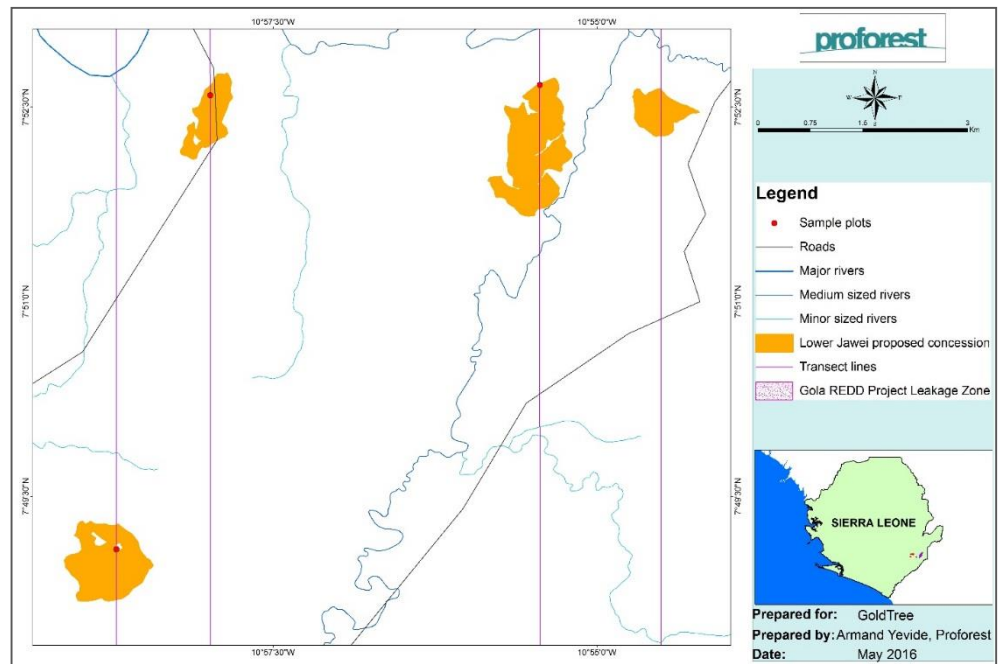 10°57'30"W 10°55'0"W
proforest
7°52'30"N 7°52'30"N
N
W E
S
0 0.75 1.5 3
Km
Legend
Sample plots
Roads
Major rivers
Medium sized rivers
Minor sized rivers
Lower Jawei proposed concession
Transect lines
Gola REDD Project Leakage Zone
7°51'0"N 7°51'0"N
7°49'30"N 7°49'30"N
SIERRA LEONE
Prepared for: GoldTree
Prepared by: Armand Yevide, Proforest
Date: May 2016
10°57'30"W 10°55'0"W